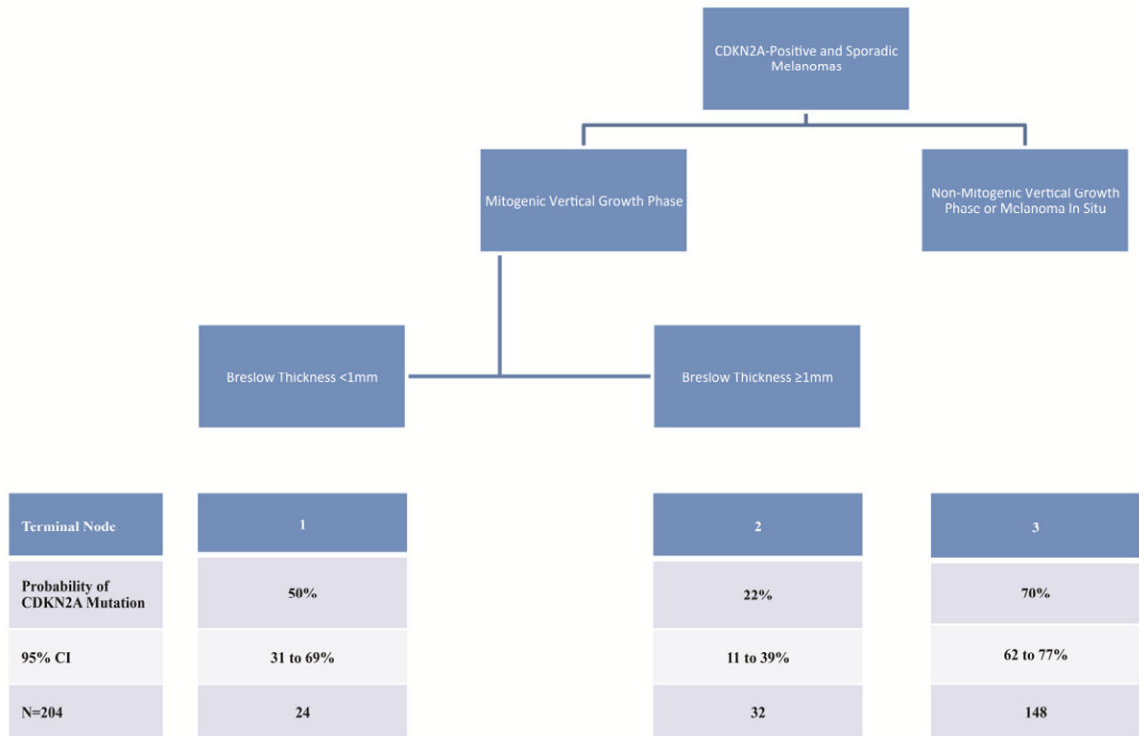 CDKN2A-Positive and Sporadic
Melanomas
Mitogenic Vertical Growth Phase
Non-Mitogenic Vertical Growth
Phase or Melanoma In Situ
Breslow Thickness <1mm
Breslow Thickness ≥1mm
Terminal Node
1
2
3
Probability of
CDKN2A Mutation
50%
22%
70%
95% CI
31 to 69%
11 to 39%
62 to 77%
N=204
24
32
148